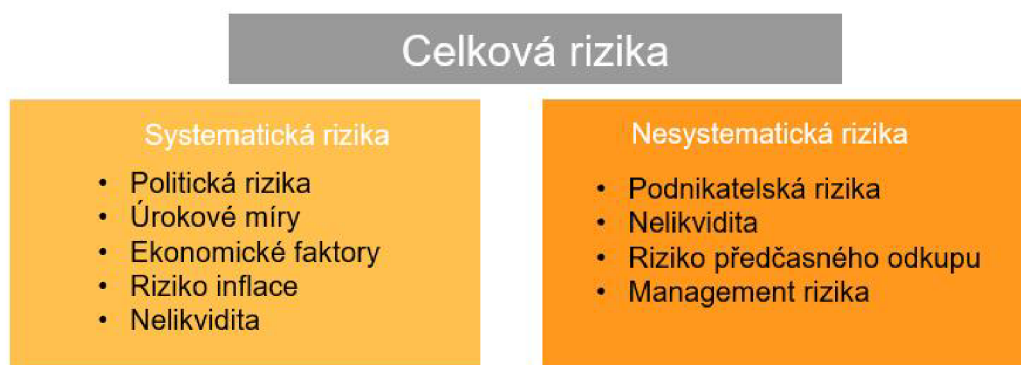 Celková rizika
Systematická rizika
• Politická rizika
• Úrokové míry
• Ekonomické faktory
• Riziko inflace
• Nelikvidita
Nesystematická rizika
• Podnikatelská rizika
• Nelikvidita
• Riziko předčasného odkupu
• Management rizika